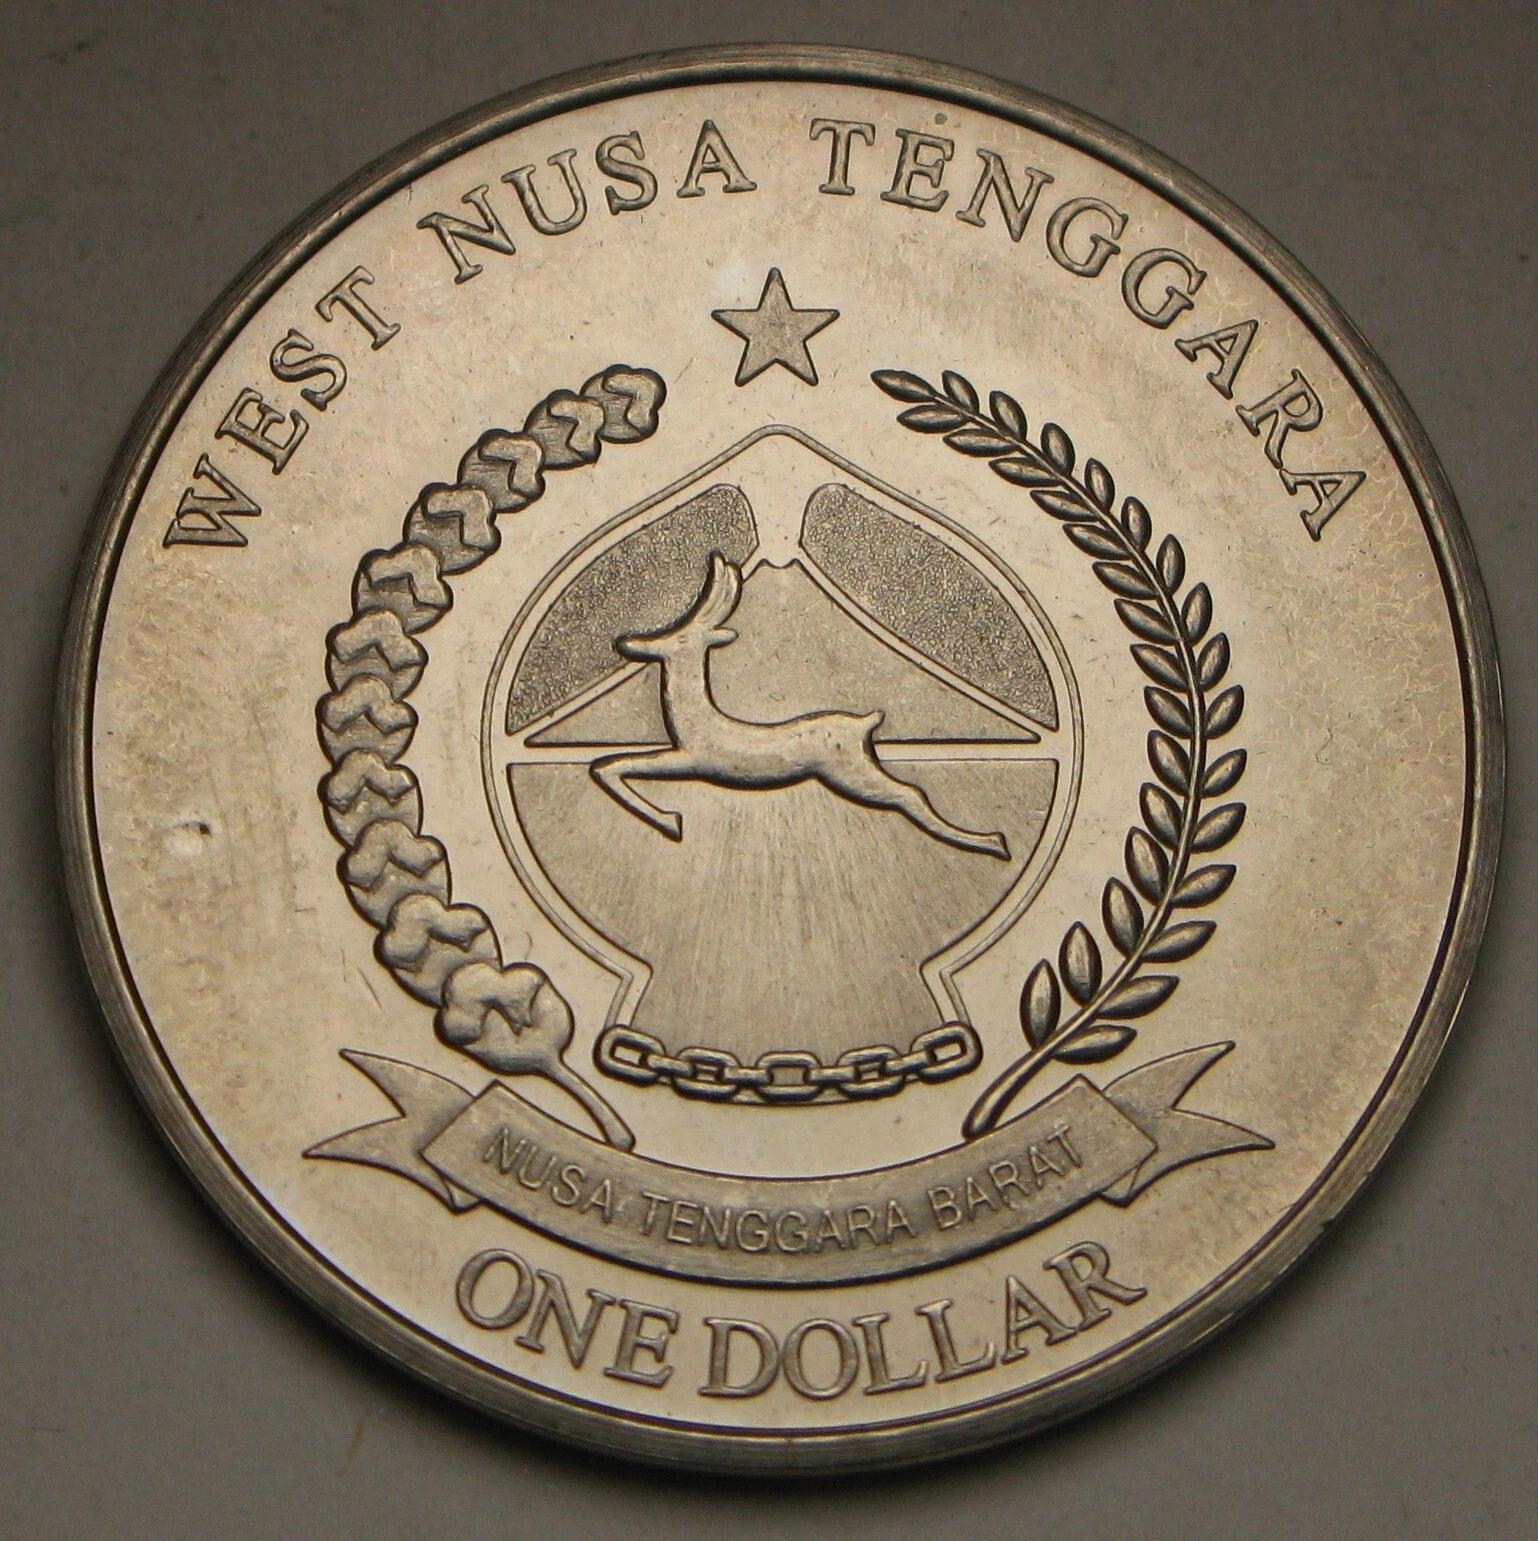 WEST NUSA TENGGARA
NUSA TENGGARA BARAT
ONE DOLLAR